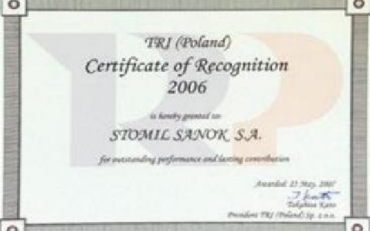 TRI (Poland)
Certificate of Recognition
2006
is hereby granted to:
STOMIL SANOK, S.A.
for outstanding performance and lasting contribution
Awarded: 23 May, 2007
Takahisa Kato
President TRI (Poland) Sp. z o.o.